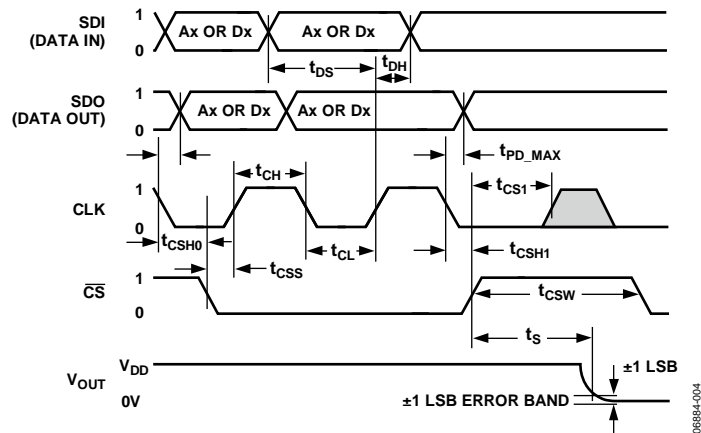 SDI
(DATA IN)
1
0
Ax OR Dx
Ax OR Dx
tDS
tDH
SDO
(DATA OUT)
1
0
Ax OR Dx
Ax OR Dx
tPD_MAX
tCH
tCS1
CLK
1
0
tCSH0
tCSS
tCL
tCSH1
CS
1
0
tCSW
tS
VOUT
VDD
0V
±1 LSB
±1 LSB ERROR BAND
06884-004